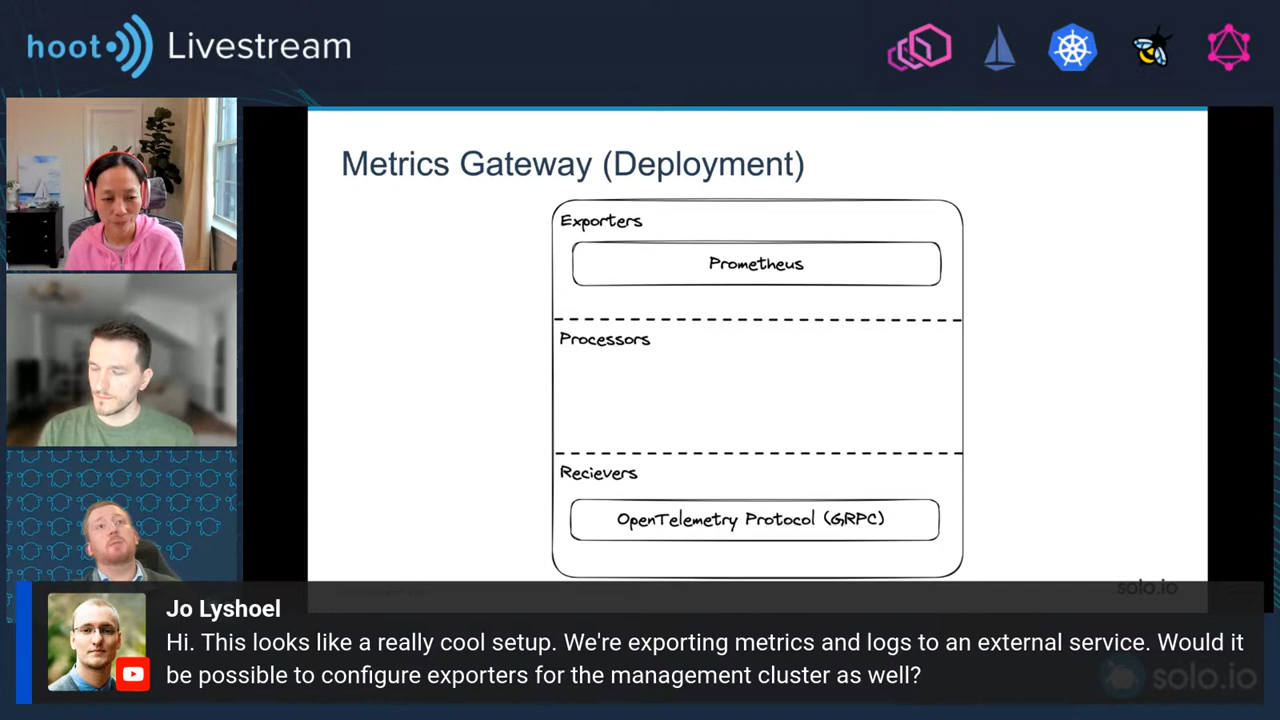 hoot Livestream
Metrics Gateway (Deployment)
Exporters
Prometheus
Processors
Recievers
OpenTelemetry Protocol (GRPC)
solo.io
Jo Lyshoel
Hi. This looks like a really cool setup. We're exporting metrics and logs to an external service. Would it
be possible to configure exporters for the management cluster as well?
solo.io